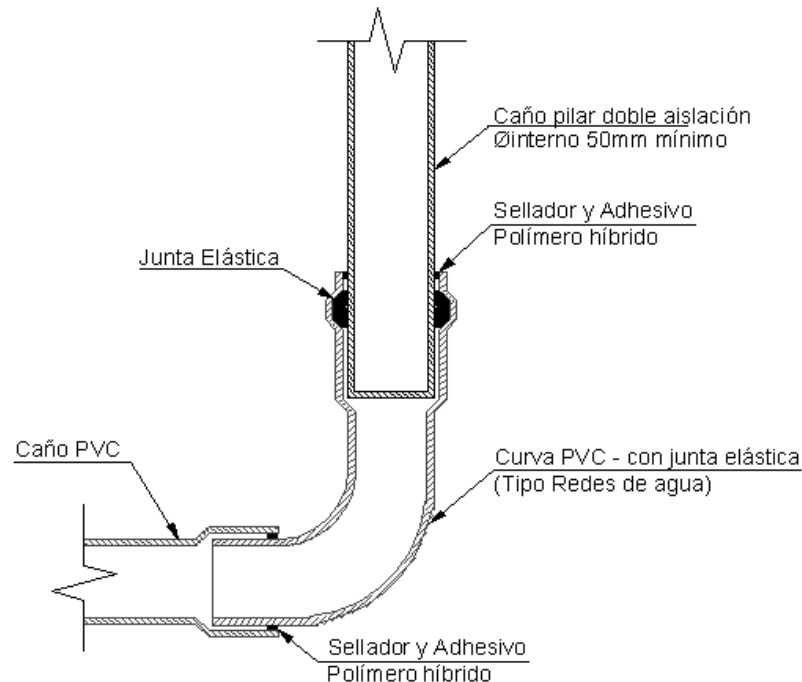 Caño pilar doble aislación
Øinterno 50mm mínimo
Sellador y Adhesivo
Polímero híbrido
Junta Elástica
Caño PVC
Curva PVC - con junta elástica
(Tipo Redes de agua)
Sellador y Adhesivo
Polímero híbrido